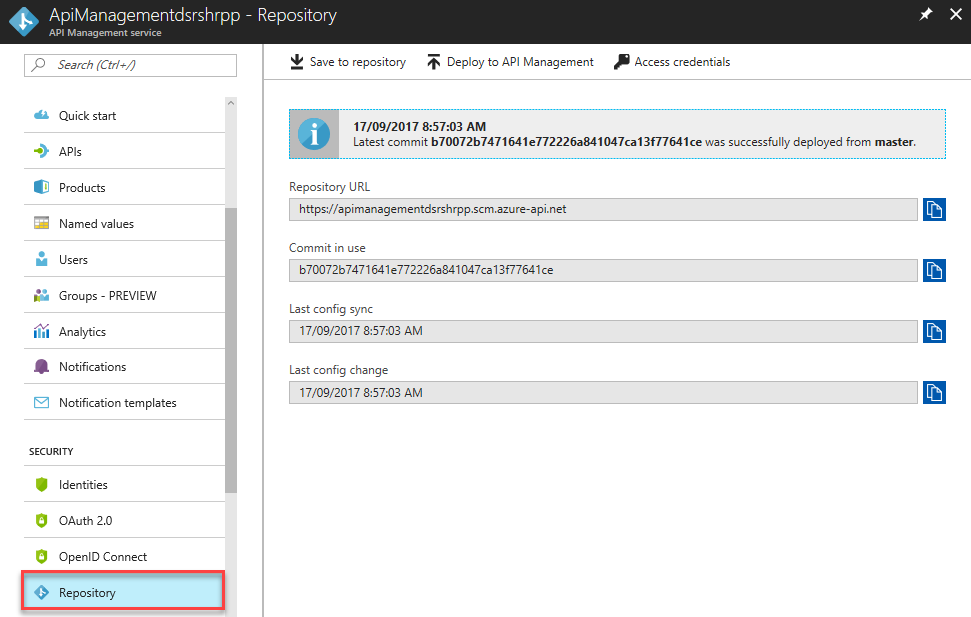 ApiManagementdsrshrpp - Repository
API Management service
Search (Ctrl+/)
Quick start
APIs
Products
Named values
Users
Groups - PREVIEW
Analytics
Notifications
Notification templates
SECURITY
Identities
OAuth 2.0
OpenID Connect
Repository
Save to repository
Deploy to API Management
Access credentials
17/09/2017 8:57:03 AM
Latest commit b70072b7471641e772226a841047ca13f77641ce was successfully deployed from master.
Repository URL
https://apimanagementdsrshrpp.scm.azure-api.net
Commit in use
b70072b7471641e772226a841047ca13f77641ce
Last config sync
17/09/2017 8:57:03 AM
Last config change
17/09/2017 8:57:03 AM